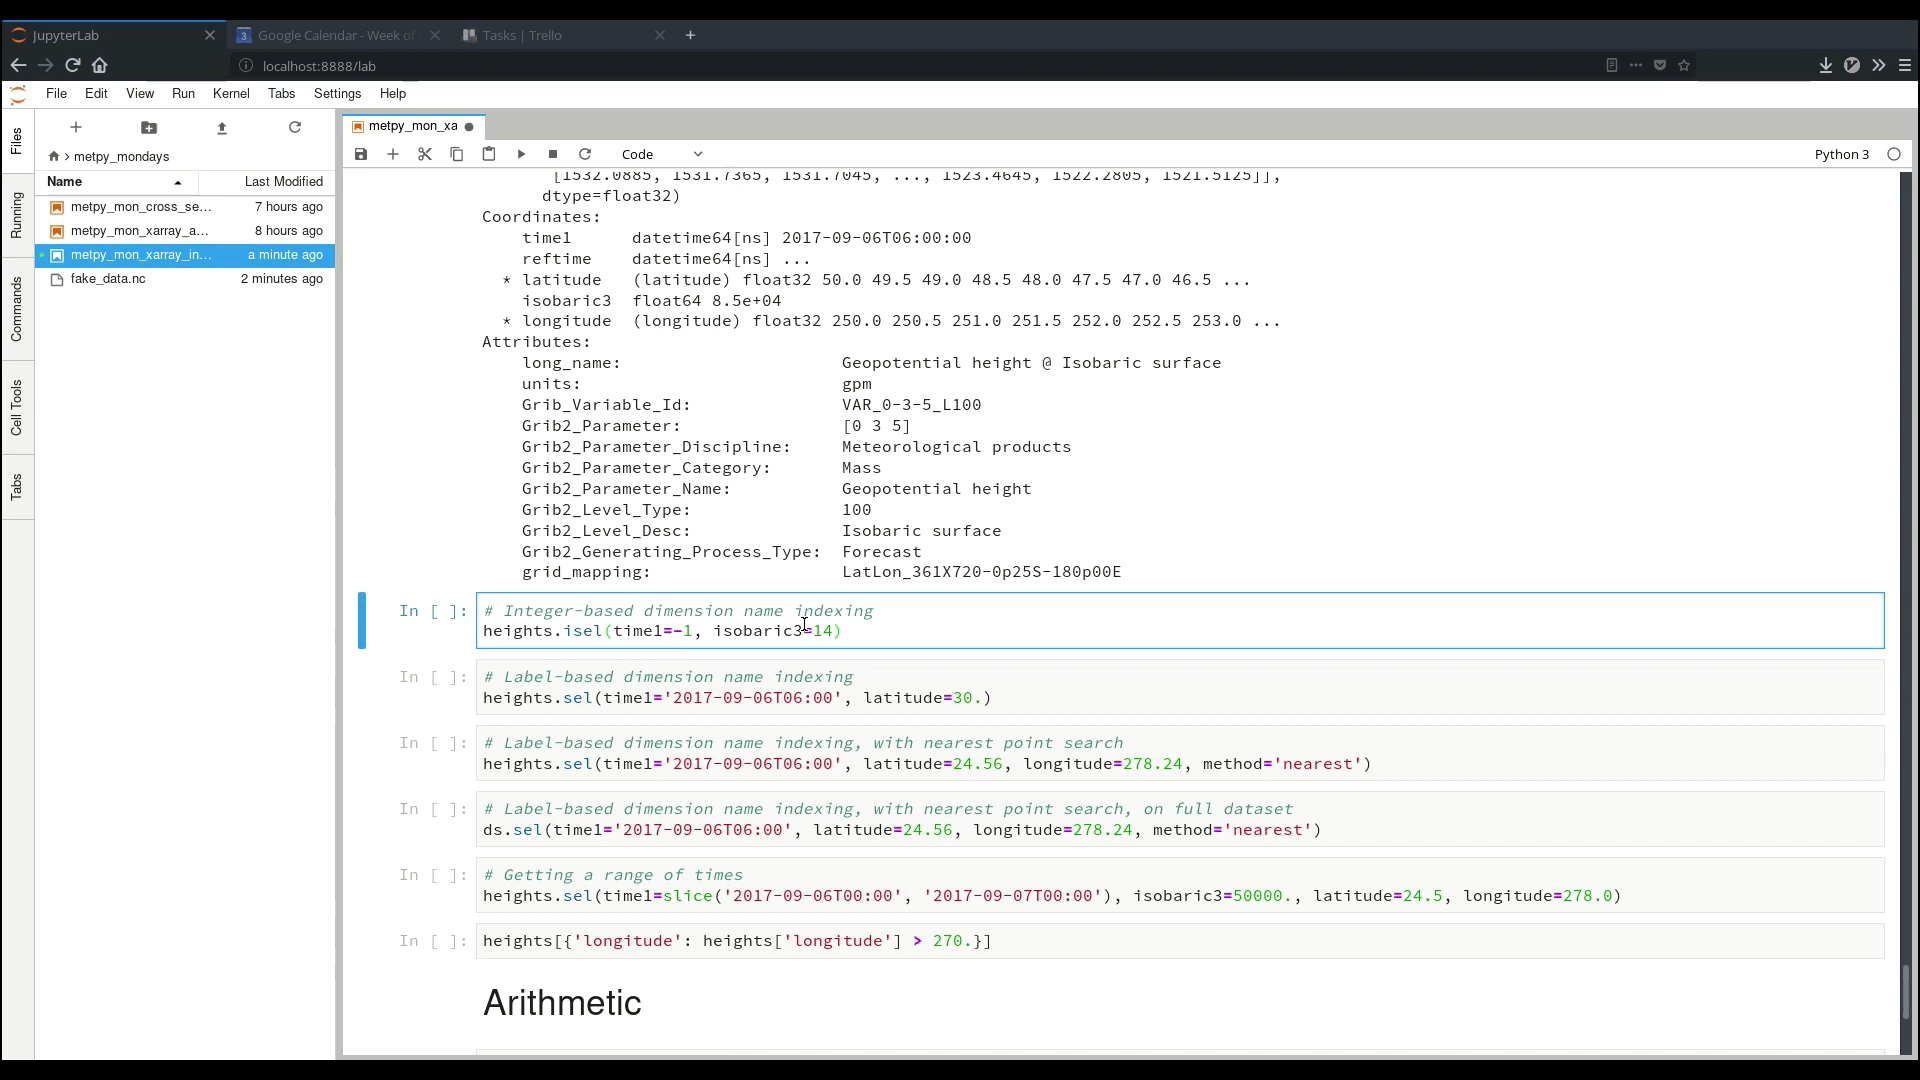 JupyterLab
Google Calendar - Week of
Tasks | Trello
localhost:8888/lab
File Edit View Run Kernel Tabs Settings Help
metpy_mon_xa
Code
Python 3
Files
Running
Commands
Cell Tools
Tabs
> metpy_mondays
Name Last Modified
metpy_mon_cross_se... 7 hours ago
metpy_mon_xarray_a... 8 hours ago
metpy_mon_xarray_in... a minute ago
fake_data.nc 2 minutes ago
[1532.0885, 1531.7365, 1531.7045, ..., 1523.4645, 1522.2805, 1521.5125]],
dtype=float32)
Coordinates:
time1 datetime64[ns] 2017-09-06T06:00:00
reftime datetime64[ns] ...
* latitude (latitude) float32 50.0 49.5 49.0 48.5 48.0 47.5 47.0 46.5 ...
isobaric3 float64 8.5e+04
* longitude (longitude) float32 250.0 250.5 251.0 251.5 252.0 252.5 253.0 ...
Attributes:
long_name: Geopotential height @ Isobaric surface
units: gpm
Grib_Variable_Id: VAR_0-3-5_L100
Grib2_Parameter: [0 3 5]
Grib2_Parameter_Discipline: Meteorological products
Grib2_Parameter_Category: Mass
Grib2_Parameter_Name: Geopotential height
Grib2_Level_Type: 100
Grib2_Level_Desc: Isobaric surface
Grib2_Generating_Process_Type: Forecast
grid_mapping: LatLon_361X720-0p25S-180p00E
In [ ]: # Integer-based dimension name indexing
heights.isel(time1=-1, isobaric3=14)
In [ ]: # Label-based dimension name indexing
heights.sel(time1='2017-09-06T06:00', latitude=30.)
In [ ]: # Label-based dimension name indexing, with nearest point search
heights.sel(time1='2017-09-06T06:00', latitude=24.56, longitude=278.24, method='nearest')
In [ ]: # Label-based dimension name indexing, with nearest point search, on full dataset
ds.sel(time1='2017-09-06T06:00', latitude=24.56, longitude=278.24, method='nearest')
In [ ]: # Getting a range of times
heights.sel(time1=slice('2017-09-06T00:00', '2017-09-07T00:00'), isobaric3=50000., latitude=24.5, longitude=278.0)
In [ ]: heights[{'longitude': heights['longitude'] > 270.}]
Arithmetic